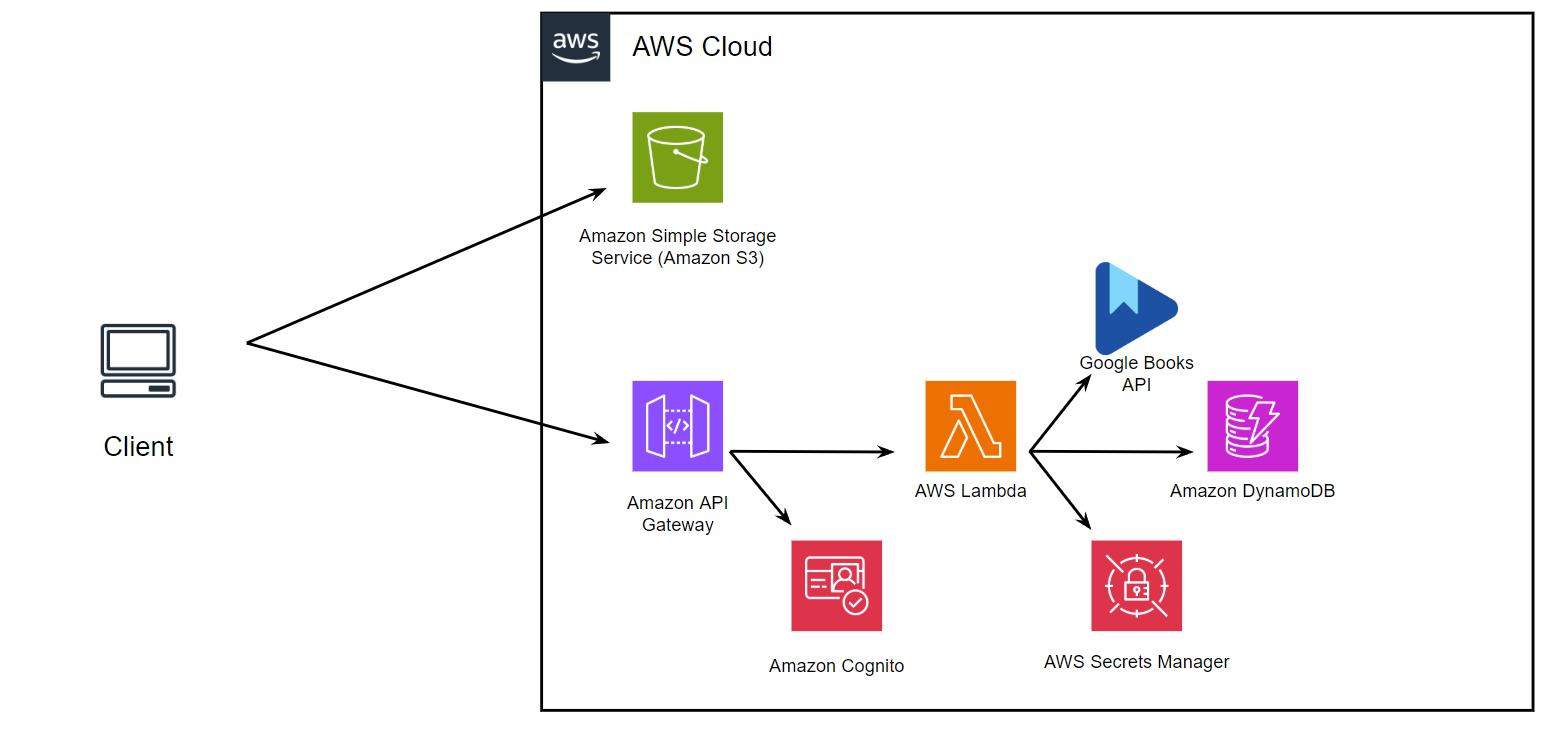 aws
AWS Cloud
Amazon Simple Storage
Service (Amazon S3)
Google Books
API
Client
</>
Amazon API
Gateway
AWS Lambda
Amazon DynamoDB
Amazon Cognito
AWS Secrets Manager